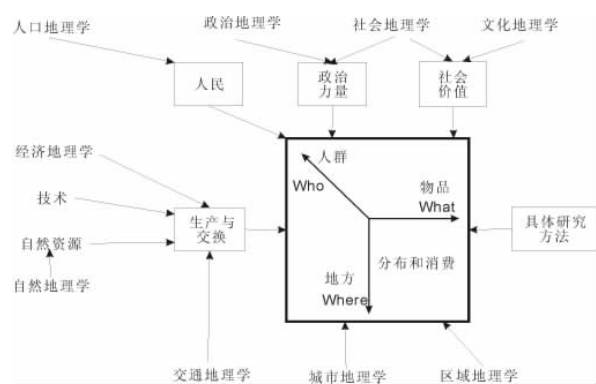 人口地理学
政治地理学
社会地理学
文化地理学
人民
政治
力量
社会
价值
经济地理学
技术
自然资源
自然地理学
生产与
交换
人群
Who
物品
What
地方
Where
分布和消费
具体研究
方法
交通地理学
城市地理学
区域地理学